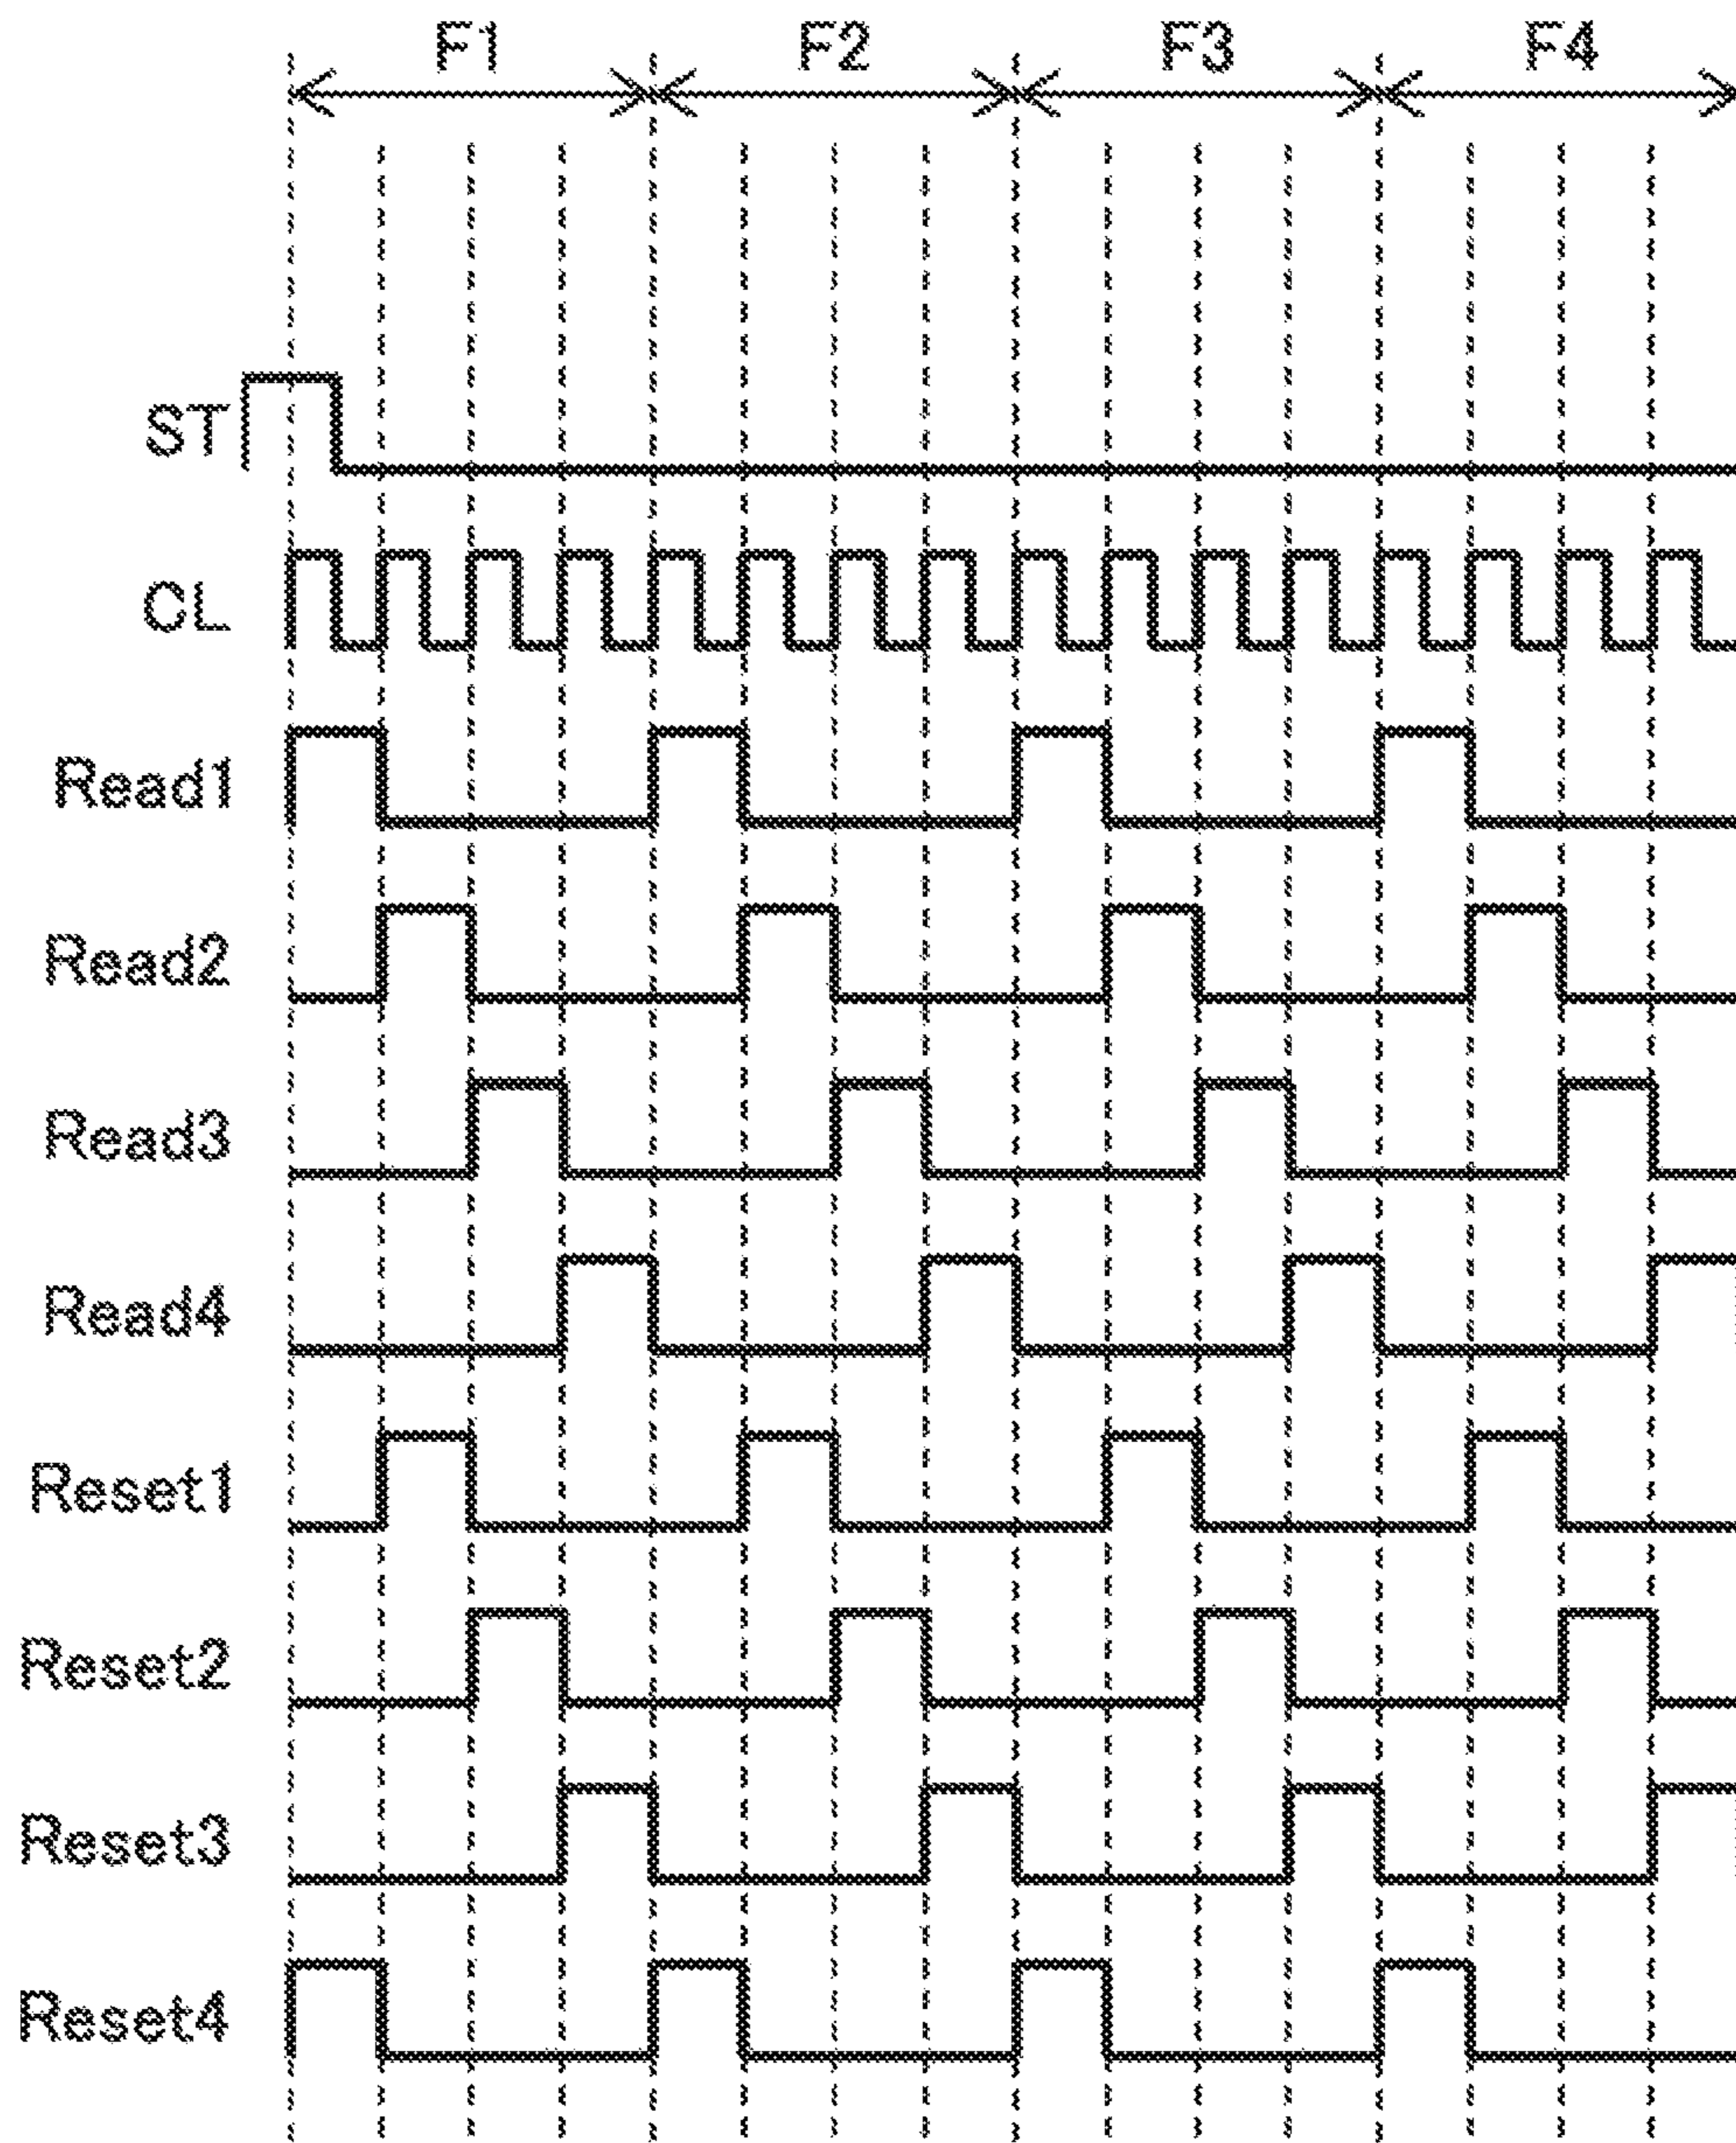 F1 F2 F3 F4
ST
CL
Read1
Read2
Read3
Read4
Reset1
Reset2
Reset3
Reset4